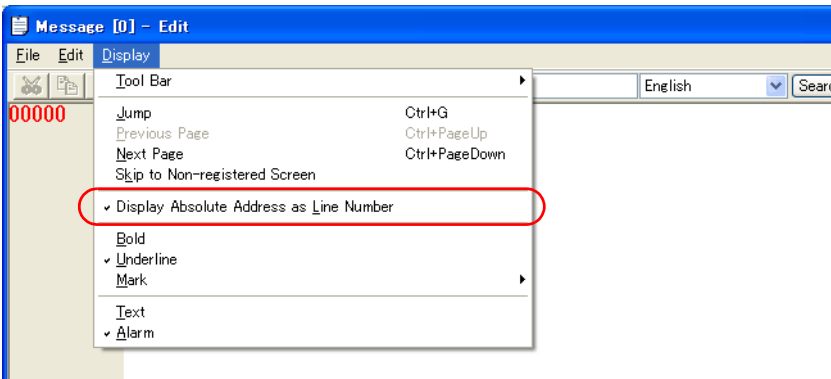 Message [0] - Edit
File Edit Display
English Sear
00000
Tool Bar
Jump Ctrl+G
Previous Page Ctrl+PageUp
Next Page Ctrl+PageDown
Skip to Non-registered Screen
Display Absolute Address as Line Number
Bold
Underline
Mark
Text
Alarm